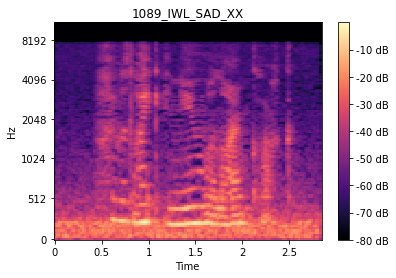 1089_IWL_SAD_XX
Hz
8192
4096
2048
1024
512
0
0 0.5 1 1.5 2 2.5
Time
-10 dB
-20 dB
-30 dB
-40 dB
-50 dB
-60 dB
-70 dB
-80 dB